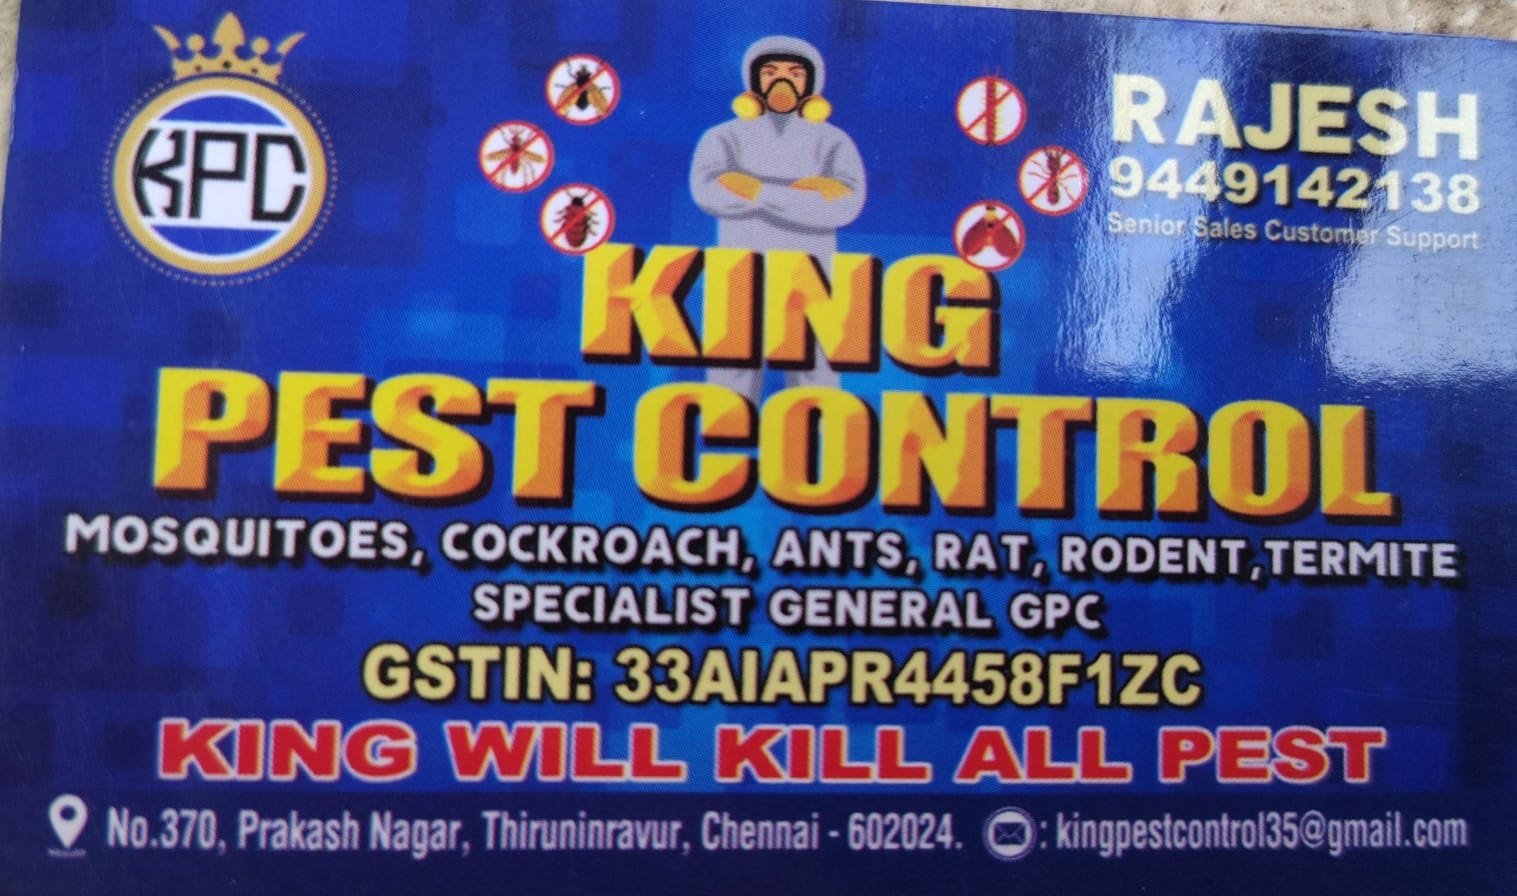 KPC
RAJESH
9449142138
Senior Sales Customer Support
KING
PEST CONTROL
MOSQUITOES, COCKROACH, ANTS, RAT, RODENT,TERMITE
SPECIALIST GENERAL GPC
GSTIN: 33AIAPR4458F1ZC
KING WILL KILL ALL PEST
No.370, Prakash Nagar, Thiruninravur, Chennai - 602024.
: kingpestcontrol35@gmail.com